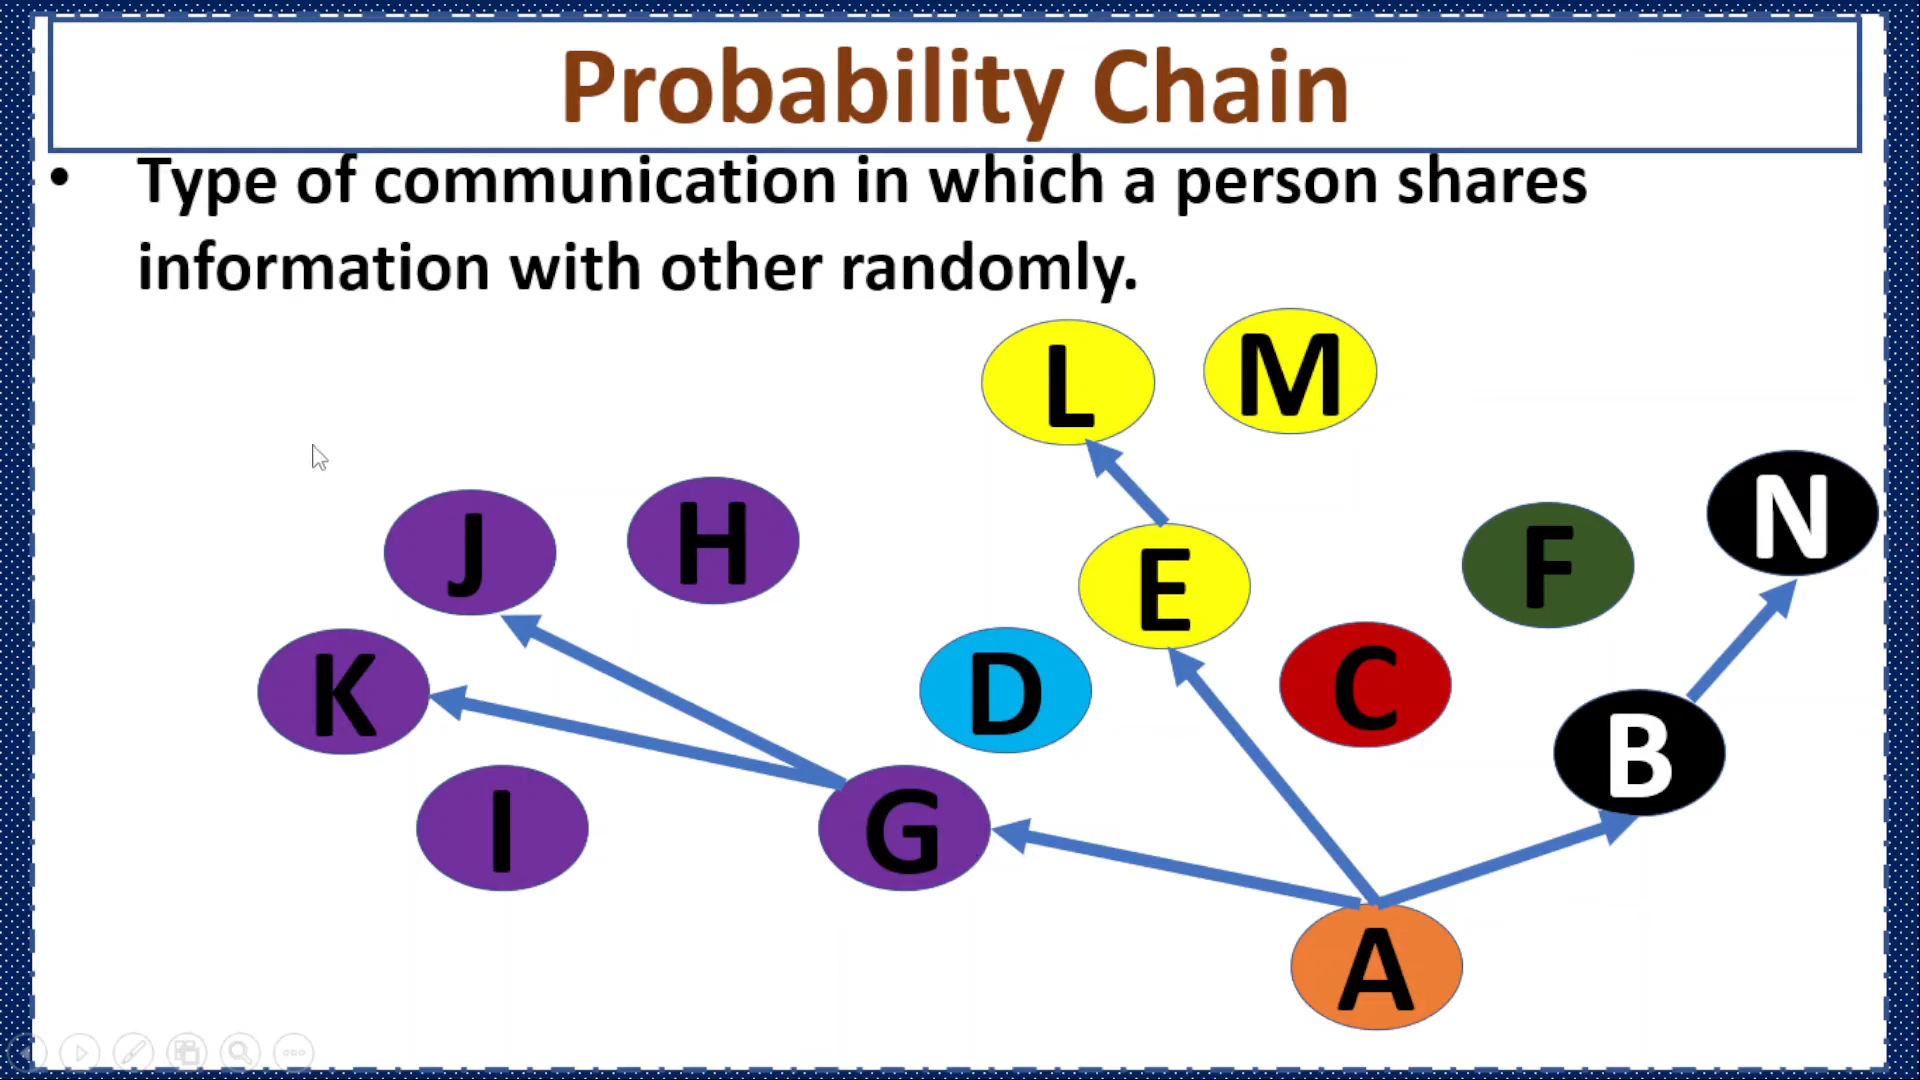 Probability Chain
• Type of communication in which a person shares
information with other randomly.
L
M
N
J
H
F
E
K
D
C
B
I
G
A